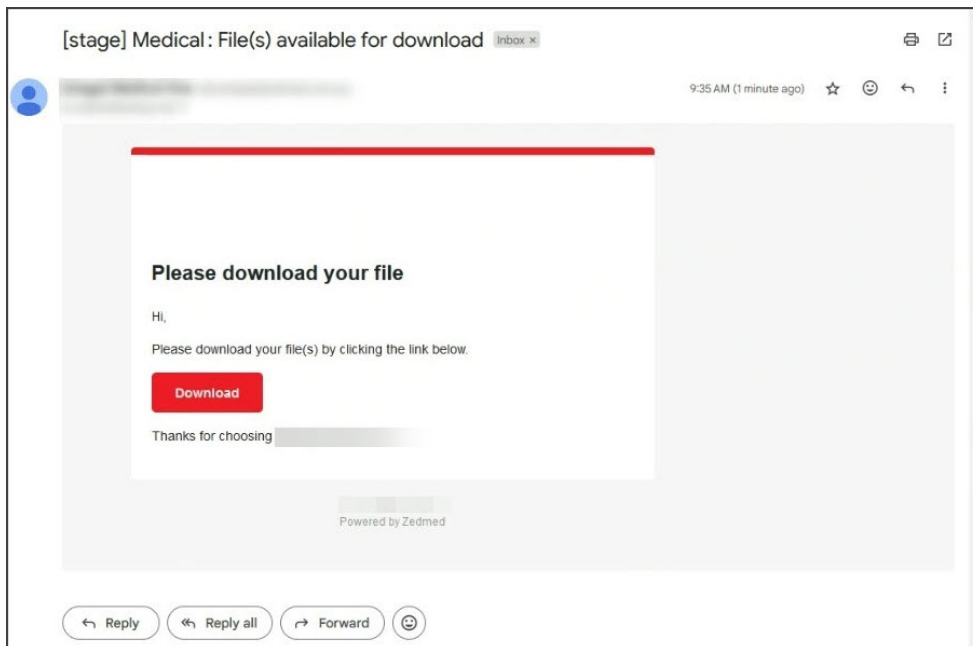 [stage] Medical : File(s) available for download Inbox ×
9:35 AM (1 minute ago)
Please download your file
Hi,
Please download your file(s) by clicking the link below.
Download
Thanks for choosing
Powered by Zedmed
Reply Reply all Forward